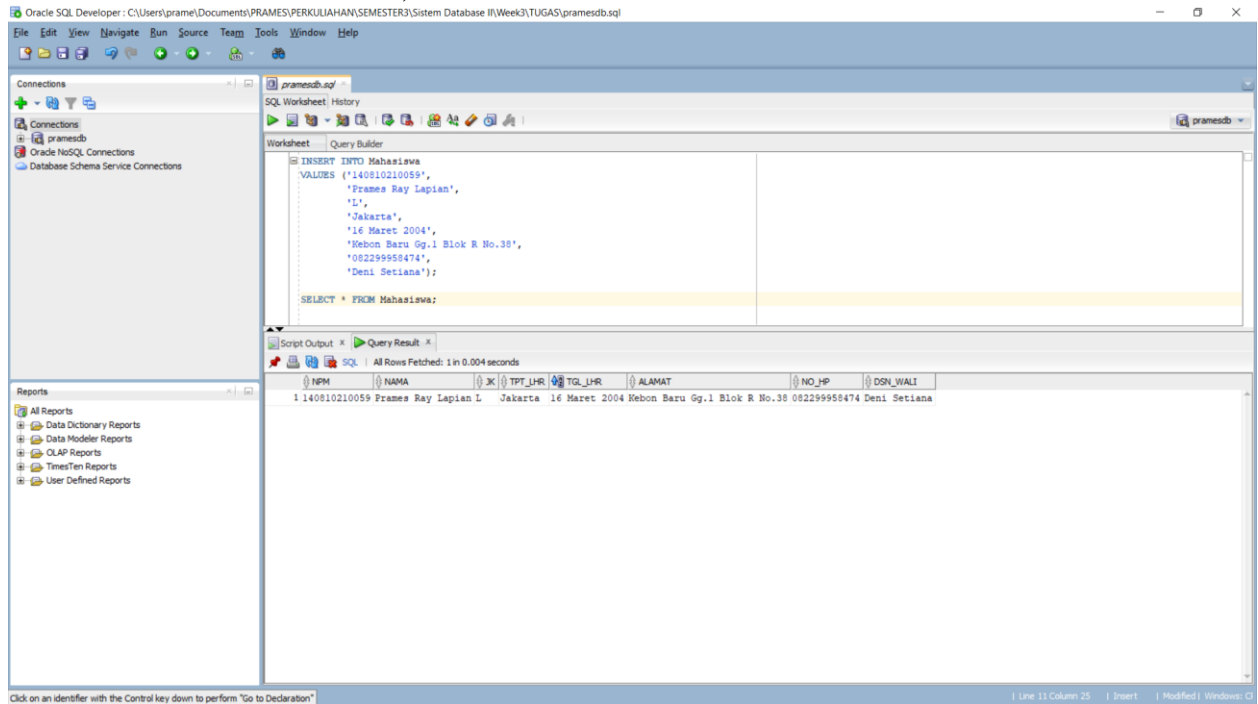 Oracle SQL Developer : C:\Users\prame\Documents\PRAMES\PERKULIAHAN\SEMESTER3\Sistem Database II\Week3\TUGAS\pramesdb.sql
File Edit View Navigate Run Source Team Tools Window Help
Connections
Connections
pramesdb
Oracle NoSQL Connections
Database Schema Service Connections
pramesdb.sql
SQL Worksheet History
pramesdb
Worksheet Query Builder
INSERT INTO Mahasiswa
VALUES ('140810210059',
'Prames Ray Lapian',
'L',
'Jakarta',
'16 Maret 2004',
'Kebon Baru Gg.1 Blok R No.38',
'082299958474',
'Deni Setiana');
SELECT * FROM Mahasiswa;
Script Output x Query Result x
SQL | All Rows Fetched: 1 in 0.004 seconds
NPM NAMA JK TPT_LHR TGL_LHR ALAMAT NO_HP DSN_WALI
1 140810210059 Prames Ray Lapian L Jakarta 16 Maret 2004 Kebon Baru Gg.1 Blok R No.38 082299958474 Deni Setiana
Reports
All Reports
Data Dictionary Reports
Data Modeler Reports
OLAP Reports
TimesTen Reports
User Defined Reports
Click on an identifier with the Control key down to perform "Go to Declaration"
| Line 11 Column 25 | Insert | Modified | Windows: C